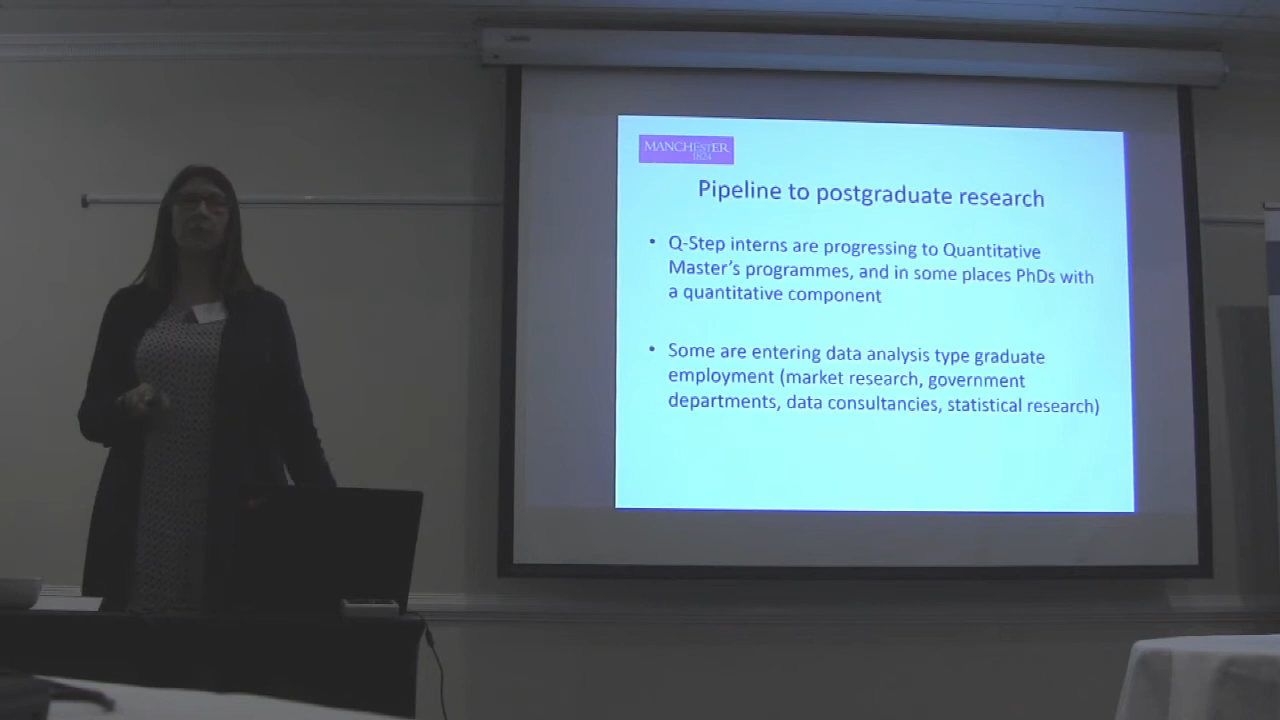 MANCHESTER
1824
Pipeline to postgraduate research
• Q-Step interns are progressing to Quantitative
Master's programmes, and in some places PhDs with
a quantitative component
• Some are entering data analysis type graduate
employment (market research, government
departments, data consultancies, statistical research)